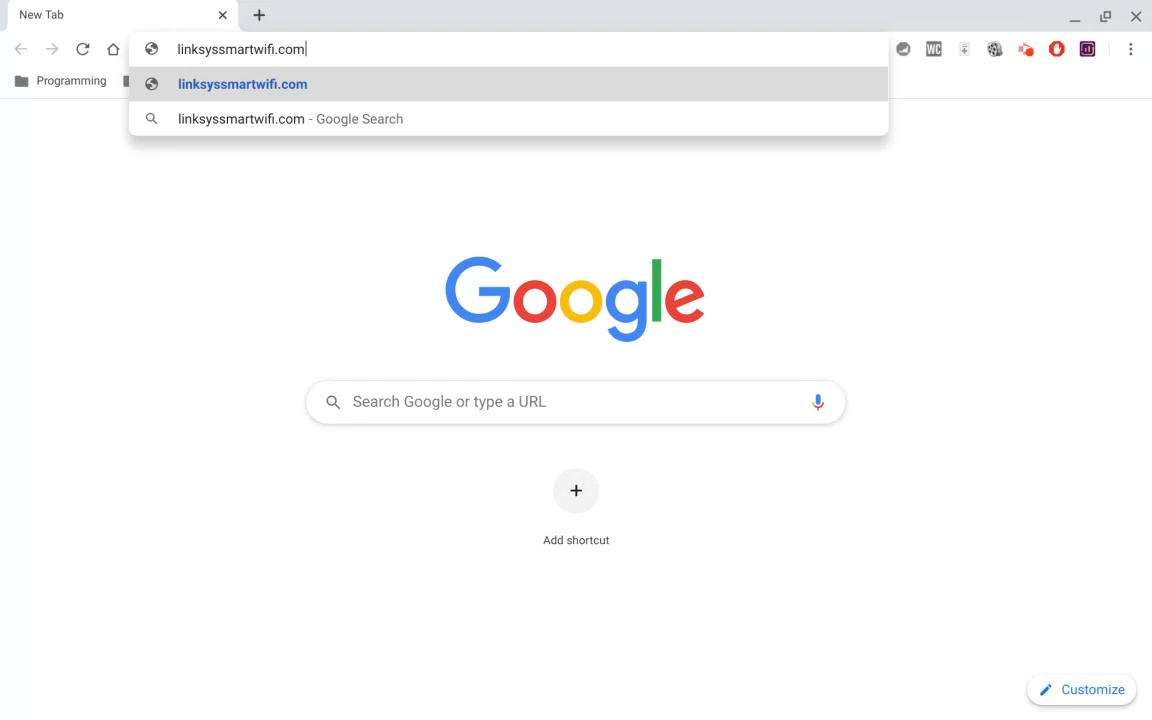 New Tab
linksyssmartwifi.com
WC
Programming
linksyssmartwifi.com
linksyssmartwifi.com - Google Search
Google
Search Google or type a URL
Add shortcut
Customize